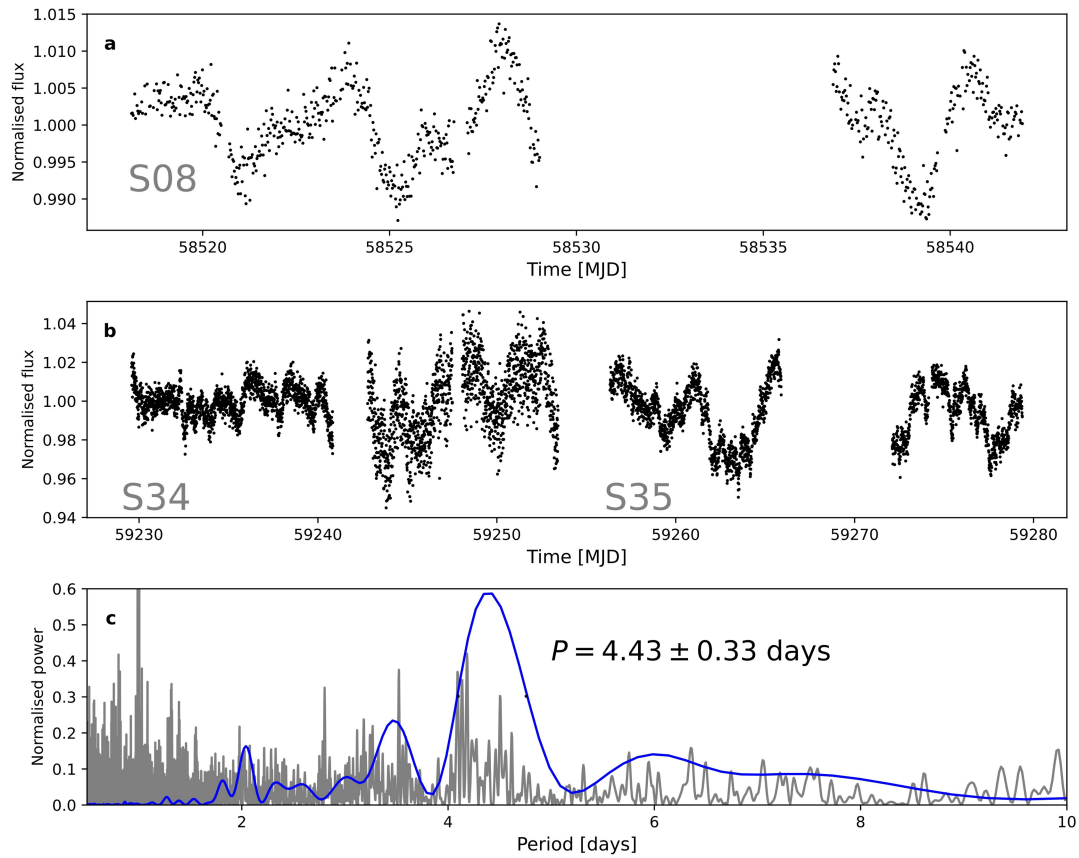 1.015
1.010
1.005
1.000
0.995
0.990
Normalised flux
a
S08
58520 58525 58530 58535 58540
Time [MJD]
1.04
1.02
1.00
0.98
0.96
0.94
Normalised flux
b
S34 S35
59230 59240 59250 59260 59270 59280
Time [MJD]
0.6
0.5
0.4
0.3
0.2
0.1
0.0
Normalised power
c
P = 4.43 ± 0.33 days
2 4 6 8 10
Period [days]